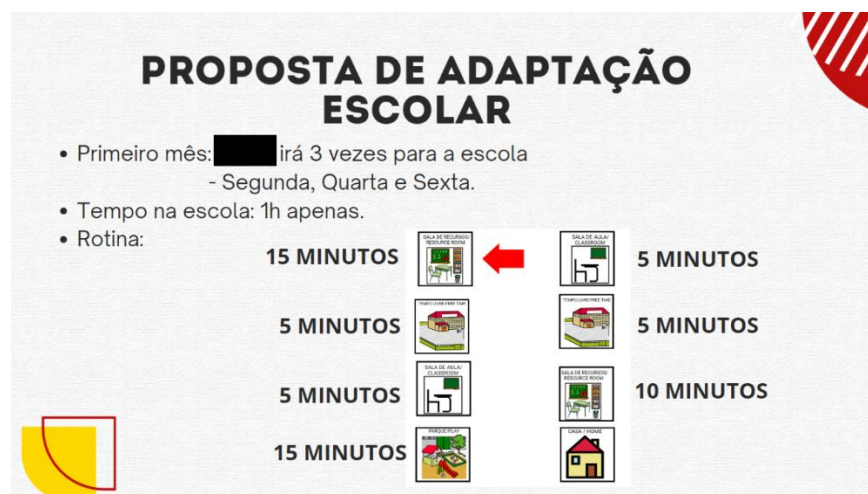 PROPOSTA DE ADAPTAÇÃO
ESCOLAR
• Primeiro mês: irá 3 vezes para a escola
- Segunda, Quarta e Sexta.
• Tempo na escola: 1h apenas.
• Rotina:
15 MINUTOS
SALA DE RECURSOS/
RESOURCE ROOM
SALA DE AULA/
CLASSROOM
5 MINUTOS
5 MINUTOS
TEMPO LIVRE/FREE TIME
TEMPO LIVRE/FREE TIME
5 MINUTOS
5 MINUTOS
SALA DE AULA/
CLASSROOM
SALA DE RECURSOS/
RESOURCE ROOM
10 MINUTOS
15 MINUTOS
PARQUE/PLAY
CASA / HOME